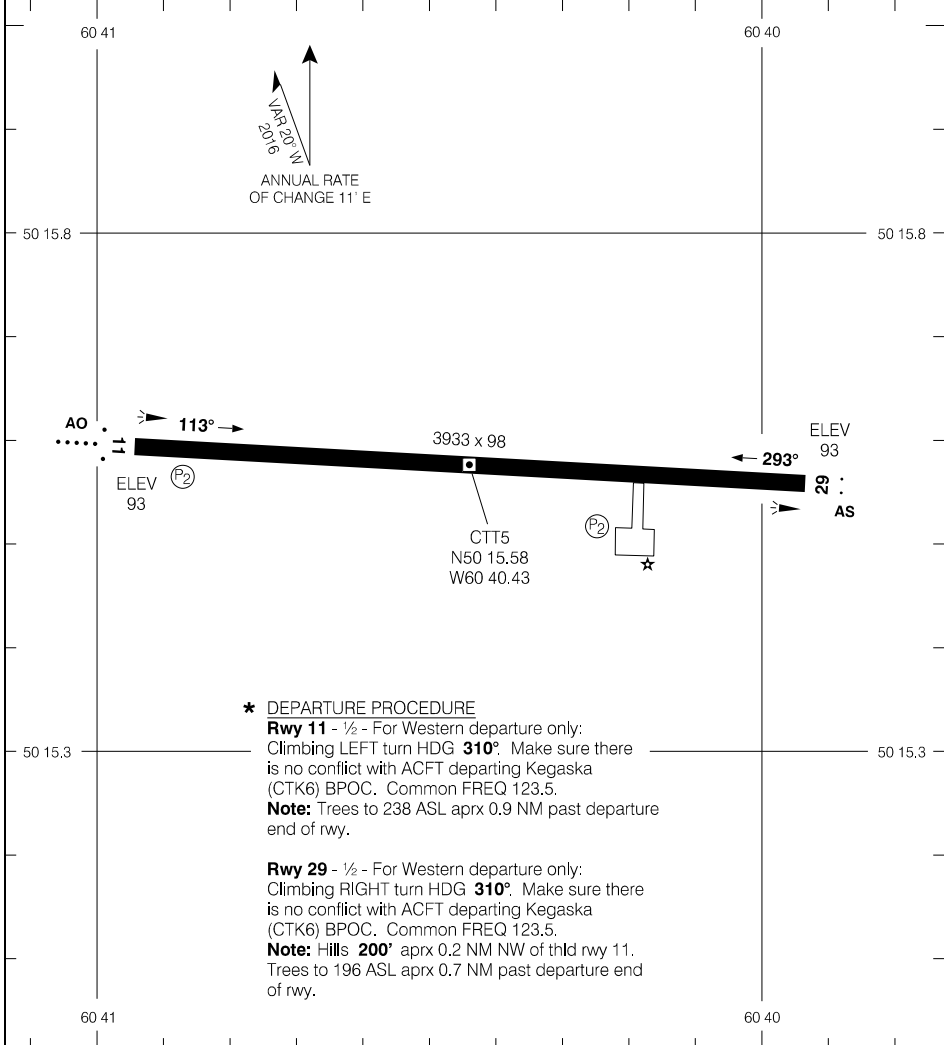 60 41
60 40
VAR 20° W
2016
ANNUAL RATE
OF CHANGE 11' E
50 15.8
50 15.8
AO
11
113°
3933 x 98
293°
ELEV
93
29
AS
ELEV
93
P2
P2
CTT5
N50 15.58
W60 40.43
* DEPARTURE PROCEDURE
Rwy 11 - ½ - For Western departure only:
Climbing LEFT turn HDG 310°. Make sure there
is no conflict with ACFT departing Kegaska
(CTK6) BPOC. Common FREQ 123.5.
Note: Trees to 238 ASL aprx 0.9 NM past departure
end of rwy.
50 15.3
50 15.3
Rwy 29 - ½ - For Western departure only:
Climbing RIGHT turn HDG 310°. Make sure there
is no conflict with ACFT departing Kegaska
(CTK6) BPOC. Common FREQ 123.5.
Note: Hills 200' aprx 0.2 NM NW of thld rwy 11.
Trees to 196 ASL aprx 0.7 NM past departure end
of rwy.
60 41
60 40